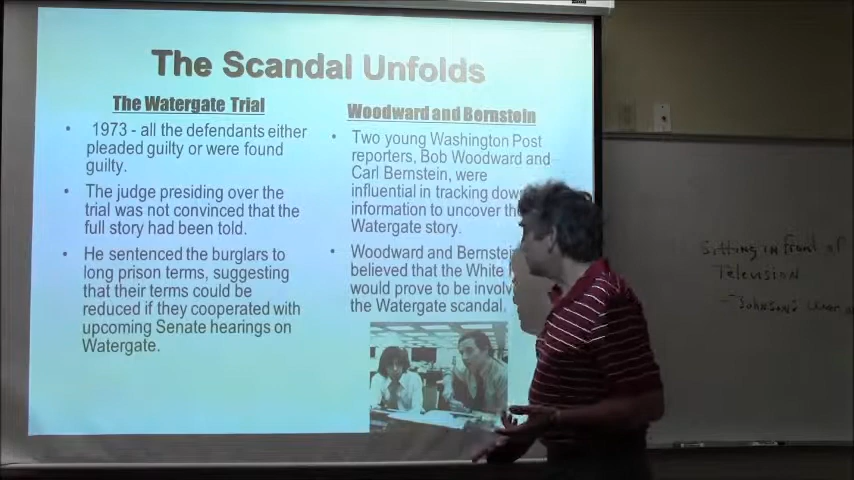 The Scandal Unfolds
The Watergate Trial
• 1973 - all the defendants either
pleaded guilty or were found
guilty.
• The judge presiding over the
trial was not convinced that the
full story had been told.
• He sentenced the burglars to
long prison terms, suggesting
that their terms could be
reduced if they cooperated with
upcoming Senate hearings on
Watergate.
Woodward and Bernstein
• Two young Washington Post
reporters, Bob Woodward and
Carl Bernstein, were
influential in tracking down
information to uncover the
Watergate story.
• Woodward and Bernstein
believed that the White
would prove to be involv
the Watergate scandal.
Sitting in front of
Television
- Johnson's